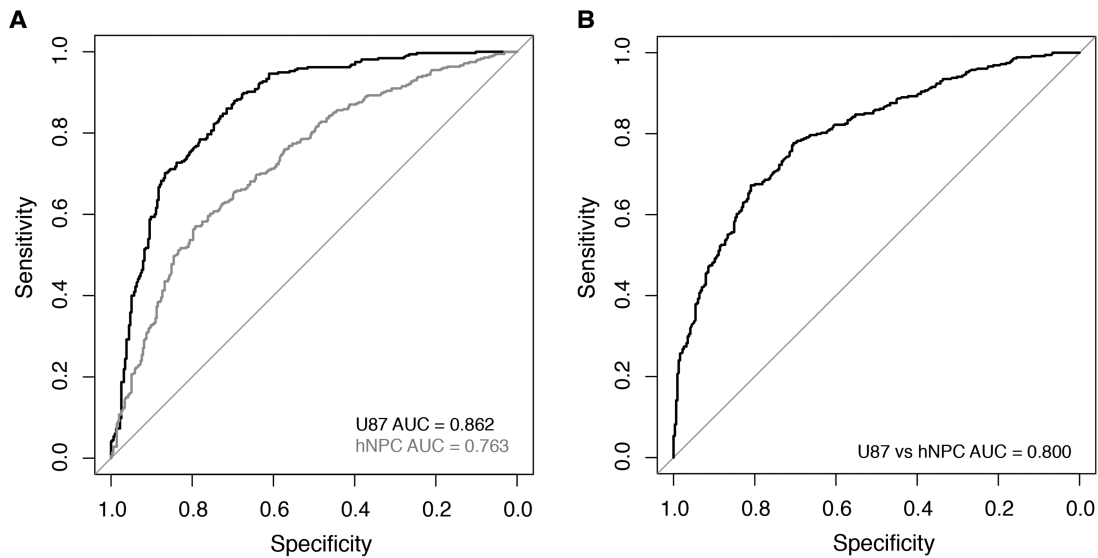 A
1.0
0.8
0.6
0.4
0.2
0.0
Sensitivity
U87 AUC = 0.862
hNPC AUC = 0.763
1.0 0.8 0.6 0.4 0.2 0.0
Specificity
B
1.0
0.8
0.6
0.4
0.2
0.0
Sensitivity
U87 vs hNPC AUC = 0.800
1.0 0.8 0.6 0.4 0.2 0.0
Specificity